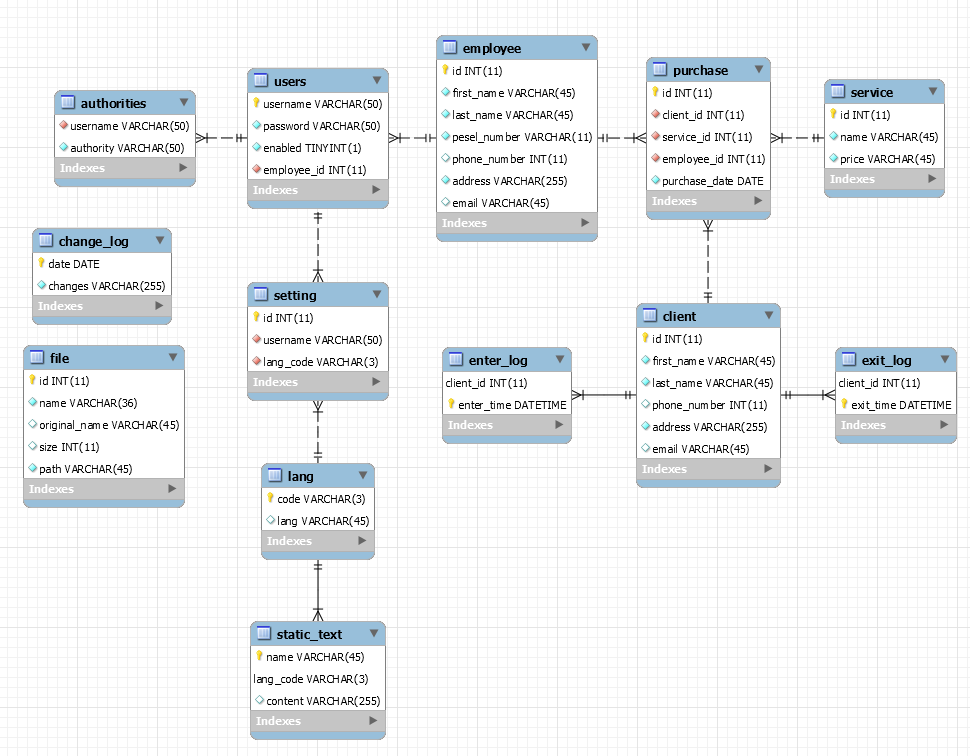 authorities
username VARCHAR(50)
authority VARCHAR(50)
Indexes
users
username VARCHAR(50)
password VARCHAR(50)
enabled TINYINT(1)
employee_id INT(11)
Indexes
employee
id INT(11)
first_name VARCHAR(45)
last_name VARCHAR(45)
pesel_number VARCHAR(11)
phone_number INT(11)
address VARCHAR(255)
email VARCHAR(45)
Indexes
purchase
id INT(11)
client_id INT(11)
service_id INT(11)
employee_id INT(11)
purchase_date DATE
Indexes
service
id INT(11)
name VARCHAR(45)
price VARCHAR(45)
Indexes
change_log
date DATE
changes VARCHAR(255)
Indexes
setting
id INT(11)
username VARCHAR(50)
lang_code VARCHAR(3)
Indexes
file
id INT(11)
name VARCHAR(36)
original_name VARCHAR(45)
size INT(11)
path VARCHAR(45)
Indexes
enter_log
client_id INT(11)
enter_time DATETIME
Indexes
client
id INT(11)
first_name VARCHAR(45)
last_name VARCHAR(45)
phone_number INT(11)
address VARCHAR(255)
email VARCHAR(45)
Indexes
exit_log
client_id INT(11)
exit_time DATETIME
Indexes
lang
code VARCHAR(3)
lang VARCHAR(45)
Indexes
static_text
name VARCHAR(45)
lang_code VARCHAR(3)
content VARCHAR(255)
Indexes